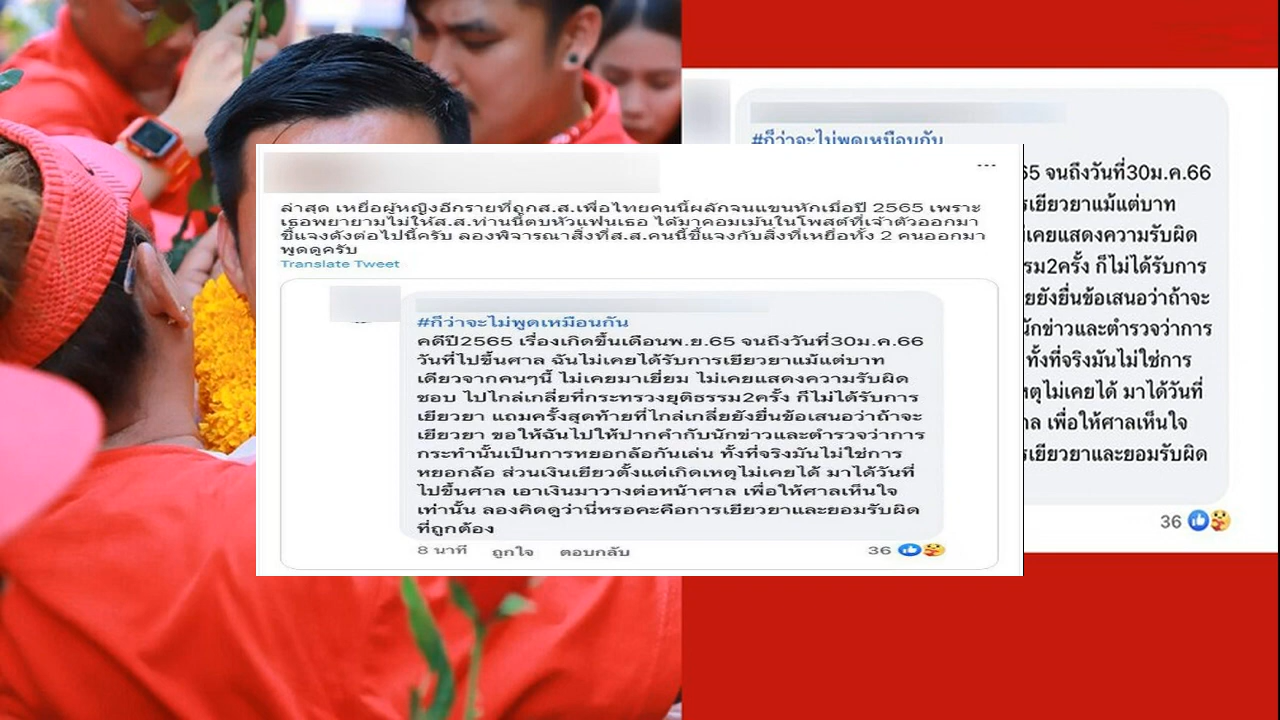 ล่าสุด เหยื่อผู้หญิงอีกรายที่ถูกส.ส.เพื่อไทยคนนี้ผลักจนแขนหักเมื่อปี 2565 เพราะ
เธอพยายามไม่ให้ส.ส.ท่านนี้ตบหัวแฟนเธอ ได้มาคอมเม้นในโพสต์ที่เจ้าตัวออกมา
ชี้แจงดังต่อไปนี้ครับ ลองพิจารณาสิ่งที่ส.ส.คนนี้ชี้แจงกับสิ่งที่เหยื่อทั้ง 2 คนออกมา
พูดดูครับ
Translate Tweet
#ก็ว่าจะไม่พูดเหมือนกัน
คดีปี2565 เรื่องเกิดขึ้นเดือนพ.ย.65 จนถึงวันที่30ม.ค.66
วันที่ไปขึ้นศาล ฉันไม่เคยได้รับการเยียวยาแม้แต่บาท
เดียวจากคนๆนี้ ไม่เคยมาเยี่ยม ไม่เคยแสดงความรับผิด
ชอบ ไปไกล่เกลี่ยที่กระทรวงยุติธรรม2ครั้ง ก็ไม่ได้รับการ
เยียวยา แถมครั้งสุดท้ายที่ไกล่เกลี่ยยังยื่นข้อเสนอว่าถ้าจะ
เยียวยา ขอให้ฉันไปให้ปากคำกับนักข่าวและตำรวจว่าการ
กระทำนั้นเป็นการหยอกล้อกันเล่น ทั้งที่จริงมันไม่ใช่การ
หยอกล้อ ส่วนเงินเยียวตั้งแต่เกิดเหตุไม่เคยได้ มาได้วันที่
ไปขึ้นศาล เอาเงินมาวางต่อหน้าศาล เพื่อให้ศาลเห็นใจ
เท่านั้น ลองคิดดูว่านี่หรอคะคือการเยียวยาและยอมรับผิด
ที่ถูกต้อง
8 นาที ถูกใจ ตอบกลับ 36
#ก็ว่าจะไม่พูดเหมือนกัน
65 จนถึงวันที่30ม.ค.66
รเยียวยาแม้แต่บาท
เคยแสดงความรับผิด
รม2ครั้ง ก็ไม่ได้รับการ
ยยังยื่นข้อเสนอว่าถ้าจะ
นักข่าวและตำรวจว่าการ
ทั้งที่จริงมันไม่ใช่การ
หตุไม่เคยได้ มาได้วันที่
าล เพื่อให้ศาลเห็นใจ
รเยียวยาและยอมรับผิด
36